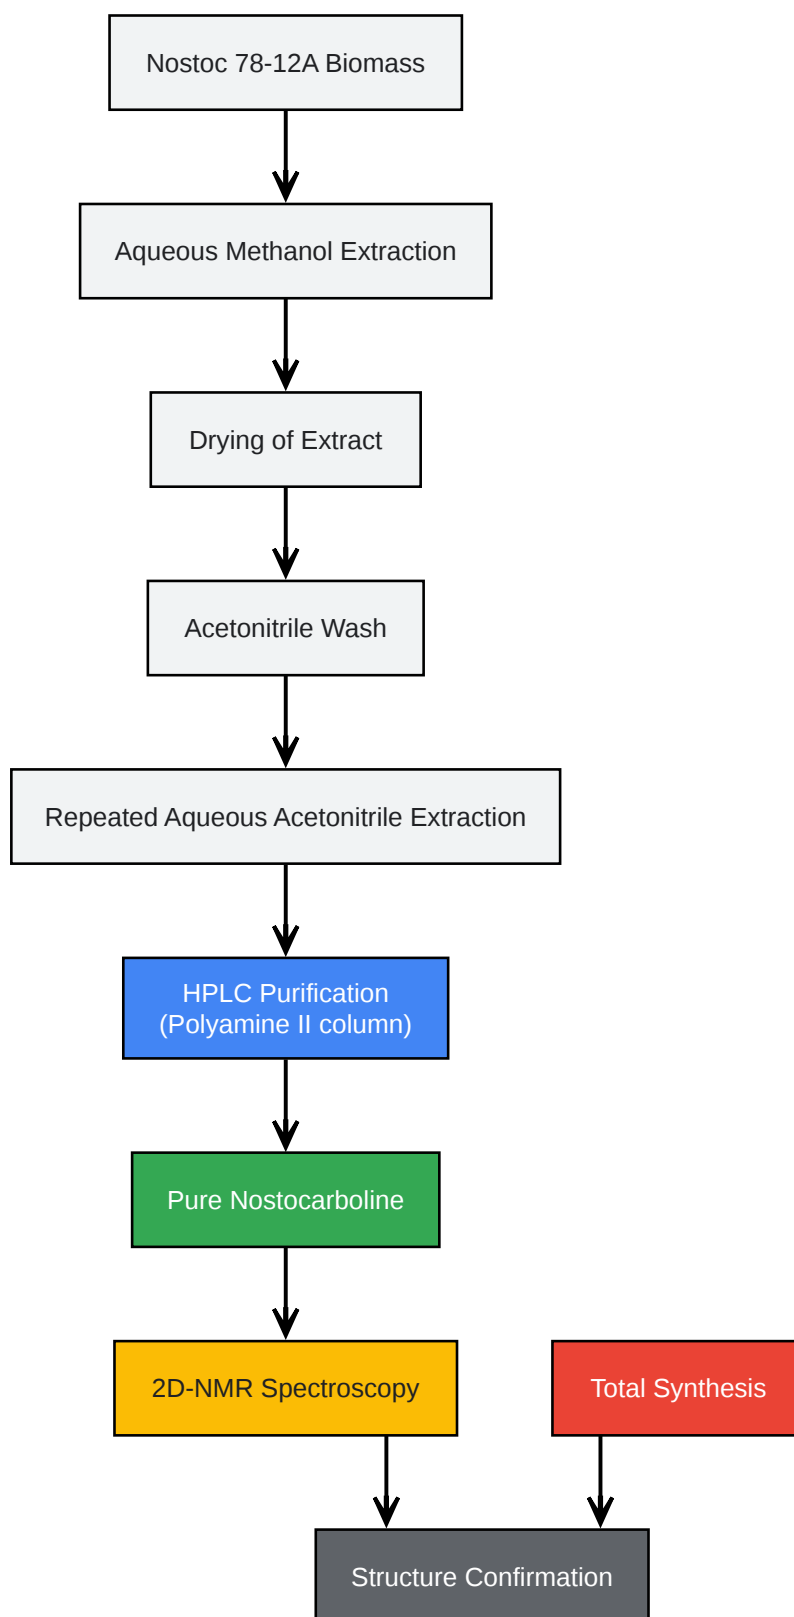 Nostoc 78-12A Biomass
Aqueous Methanol Extraction
Drying of Extract
Acetonitrile Wash
Repeated Aqueous Acetonitrile Extraction
HPLC Purification
(Polyamine II column)
Pure Nostocarboline
2D-NMR Spectroscopy
Total Synthesis
Structure Confirmation